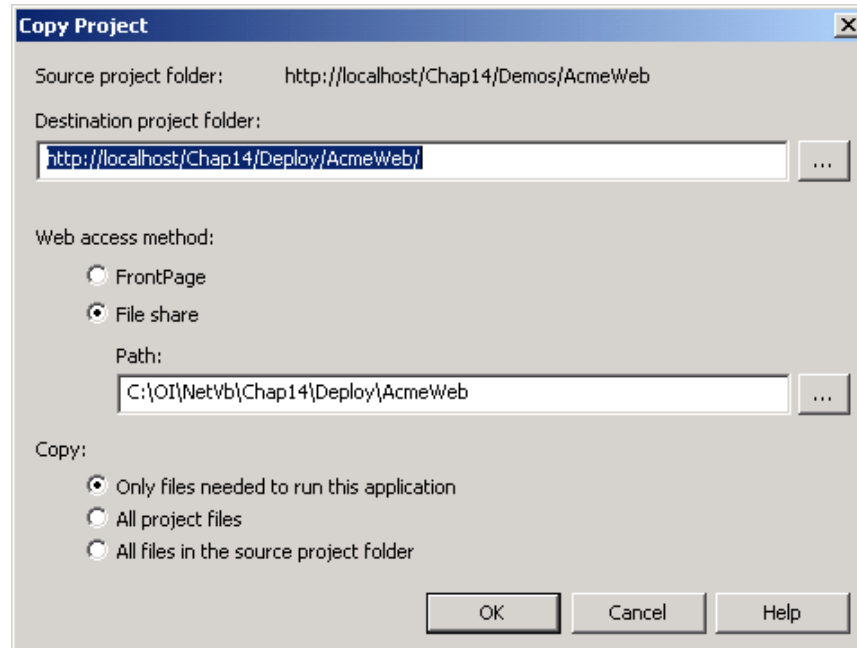 Copy Project
Source project folder: http://localhost/Chap14/Demos/AcmeWeb
Destination project folder:
http://localhost/Chap14/Deploy/AcmeWeb/
...
Web access method:
FrontPage
File share
Path:
C:\OI\NetVb\Chap14\Deploy\AcmeWeb
...
Copy:
Only files needed to run this application
All project files
All files in the source project folder
OK Cancel Help